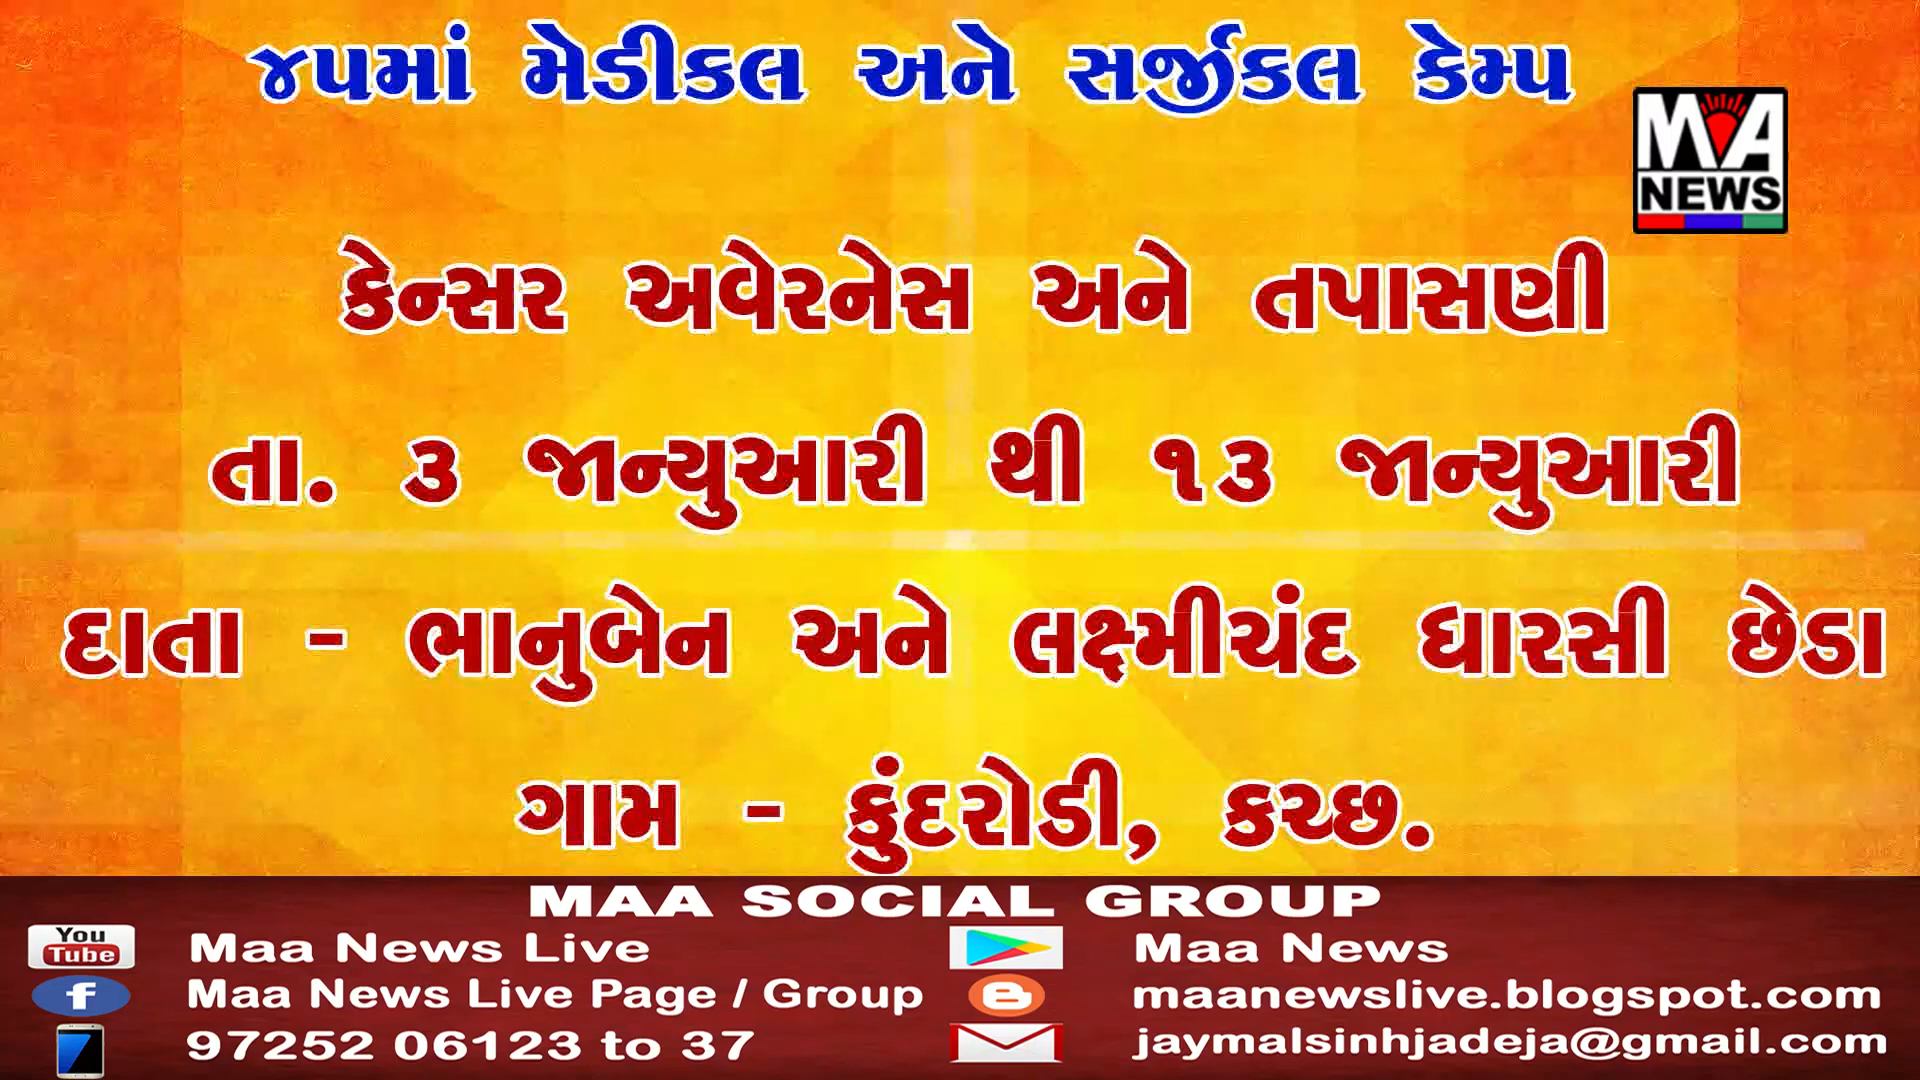 ૪૫માં મેડીકલ અને સર્જીકલ કેમ્પ
MAA
NEWS
કેન્સર અવેરનેસ અને તપાસણી
તા. ૩ જાન્યુઆરી થી ૧૩ જાન્યુઆરી
દાતા - ભાનુબેન અને લક્ષ્મીચંદ ધારસી છેડા
ગામ - કુંદરોડી, કચ્છ.
MAA SOCIAL GROUP
You Tube Maa News Live
Maa News
f Maa News Live Page / Group
maanewslive.blogspot.com
97252 06123 to 37
jaymalsinhjadeja@gmail.com